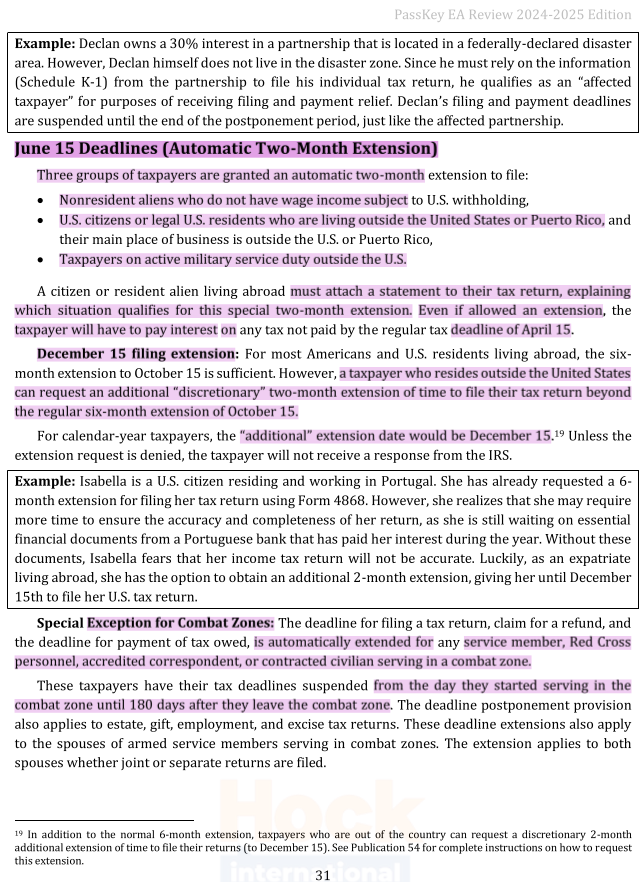 PassKey EA Review 2024-2025 Edition
Example: Declan owns a 30% interest in a partnership that is located in a federally-declared disaster
area. However, Declan himself does not live in the disaster zone. Since he must rely on the information
(Schedule K-1) from the partnership to file his individual tax return, he qualifies as an “affected
taxpayer” for purposes of receiving filing and payment relief. Declan’s filing and payment deadlines
are suspended until the end of the postponement period, just like the affected partnership.
June 15 Deadlines (Automatic Two-Month Extension)
Three groups of taxpayers are granted an automatic two-month extension to file:
• Nonresident aliens who do not have wage income subject to U.S. withholding,
• U.S. citizens or legal U.S. residents who are living outside the United States or Puerto Rico, and
their main place of business is outside the U.S. or Puerto Rico,
• Taxpayers on active military service duty outside the U.S.
A citizen or resident alien living abroad must attach a statement to their tax return, explaining
which situation qualifies for this special two-month extension. Even if allowed an extension, the
taxpayer will have to pay interest on any tax not paid by the regular tax deadline of April 15.
December 15 filing extension: For most Americans and U.S. residents living abroad, the six-
month extension to October 15 is sufficient. However, a taxpayer who resides outside the United States
can request an additional “discretionary” two-month extension of time to file their tax return beyond
the regular six-month extension of October 15.
For calendar-year taxpayers, the “additional” extension date would be December 15.¹⁹ Unless the
extension request is denied, the taxpayer will not receive a response from the IRS.
Example: Isabella is a U.S. citizen residing and working in Portugal. She has already requested a 6-
month extension for filing her tax return using Form 4868. However, she realizes that she may require
more time to ensure the accuracy and completeness of her return, as she is still waiting on essential
financial documents from a Portuguese bank that has paid her interest during the year. Without these
documents, Isabella fears that her income tax return will not be accurate. Luckily, as an expatriate
living abroad, she has the option to obtain an additional 2-month extension, giving her until December
15th to file her U.S. tax return.
Special Exception for Combat Zones: The deadline for filing a tax return, claim for a refund, and
the deadline for payment of tax owed, is automatically extended for any service member, Red Cross
personnel, accredited correspondent, or contracted civilian serving in a combat zone.
These taxpayers have their tax deadlines suspended from the day they started serving in the
combat zone until 180 days after they leave the combat zone. The deadline postponement provision
also applies to estate, gift, employment, and excise tax returns. These deadline extensions also apply
to the spouses of armed service members serving in combat zones. The extension applies to both
spouses whether joint or separate returns are filed.
Hock
international
¹⁹ In addition to the normal 6-month extension, taxpayers who are out of the country can request a discretionary 2-month
additional extension of time to file their returns (to December 15). See Publication 54 for complete instructions on how to request
this extension.
31